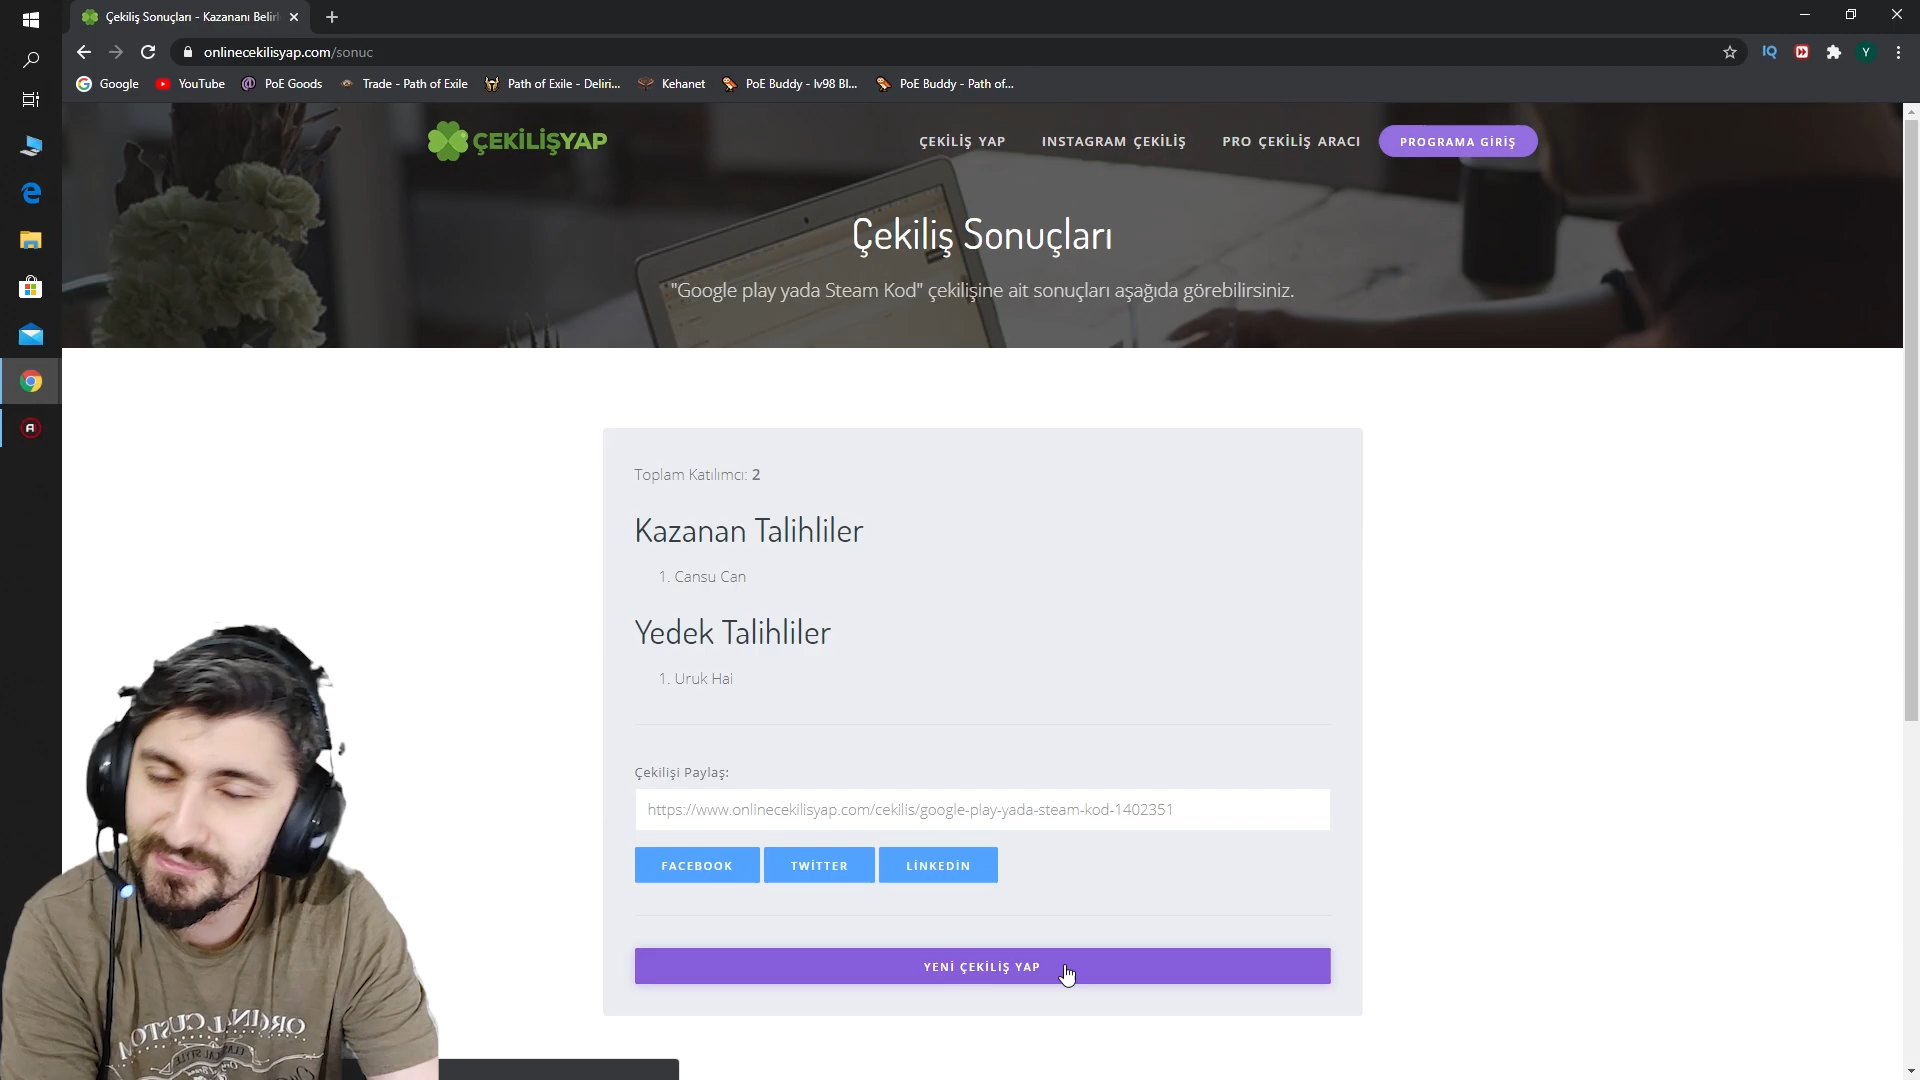 Çekiliş Sonuçları - Kazananı Belirl
onlinecekilisyap.com/sonuc
IQ
Y
Google
YouTube
PoE Goods
Trade - Path of Exile
Path of Exile - Deliri...
Kehanet
PoE Buddy - lv98 Bl...
PoE Buddy - Path of...
ÇEKİLİŞYAP
ÇEKİLİŞ YAP
INSTAGRAM ÇEKİLİŞ
PRO ÇEKİLİŞ ARACI
PROGRAMA GİRİŞ
Çekiliş Sonuçları
"Google play yada Steam Kod" çekilişine ait sonuçları aşağıda görebilirsiniz.
Toplam Katılımcı: 2
Kazanan Talihliler
1. Cansu Can
Yedek Talihliler
1. Uruk Hai
Çekilişi Paylaş:
https://www.onlinecekilisyap.com/cekilis/google-play-yada-steam-kod-1402351
FACEBOOK
TWİTTER
LİNKEDİN
YENİ ÇEKİLİŞ YAP